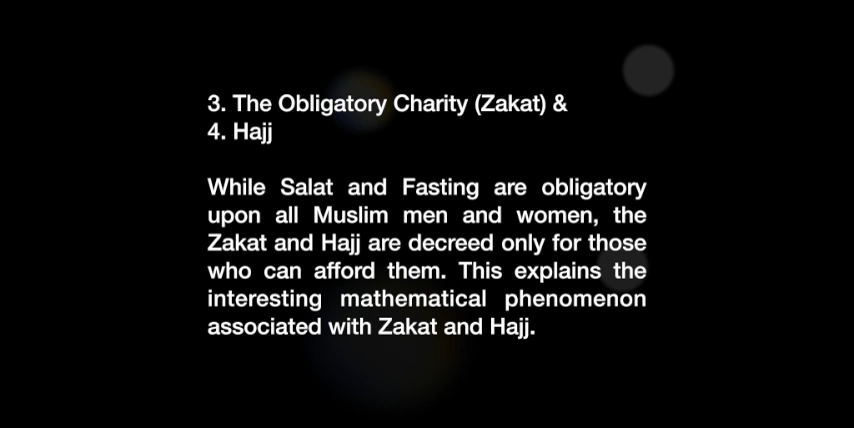 3. The Obligatory Charity (Zakat) &
4. Hajj
While Salat and Fasting are obligatory
upon all Muslim men and women, the
Zakat and Hajj are decreed only for those
who can afford them. This explains the
interesting mathematical phenomenon
associated with Zakat and Hajj.